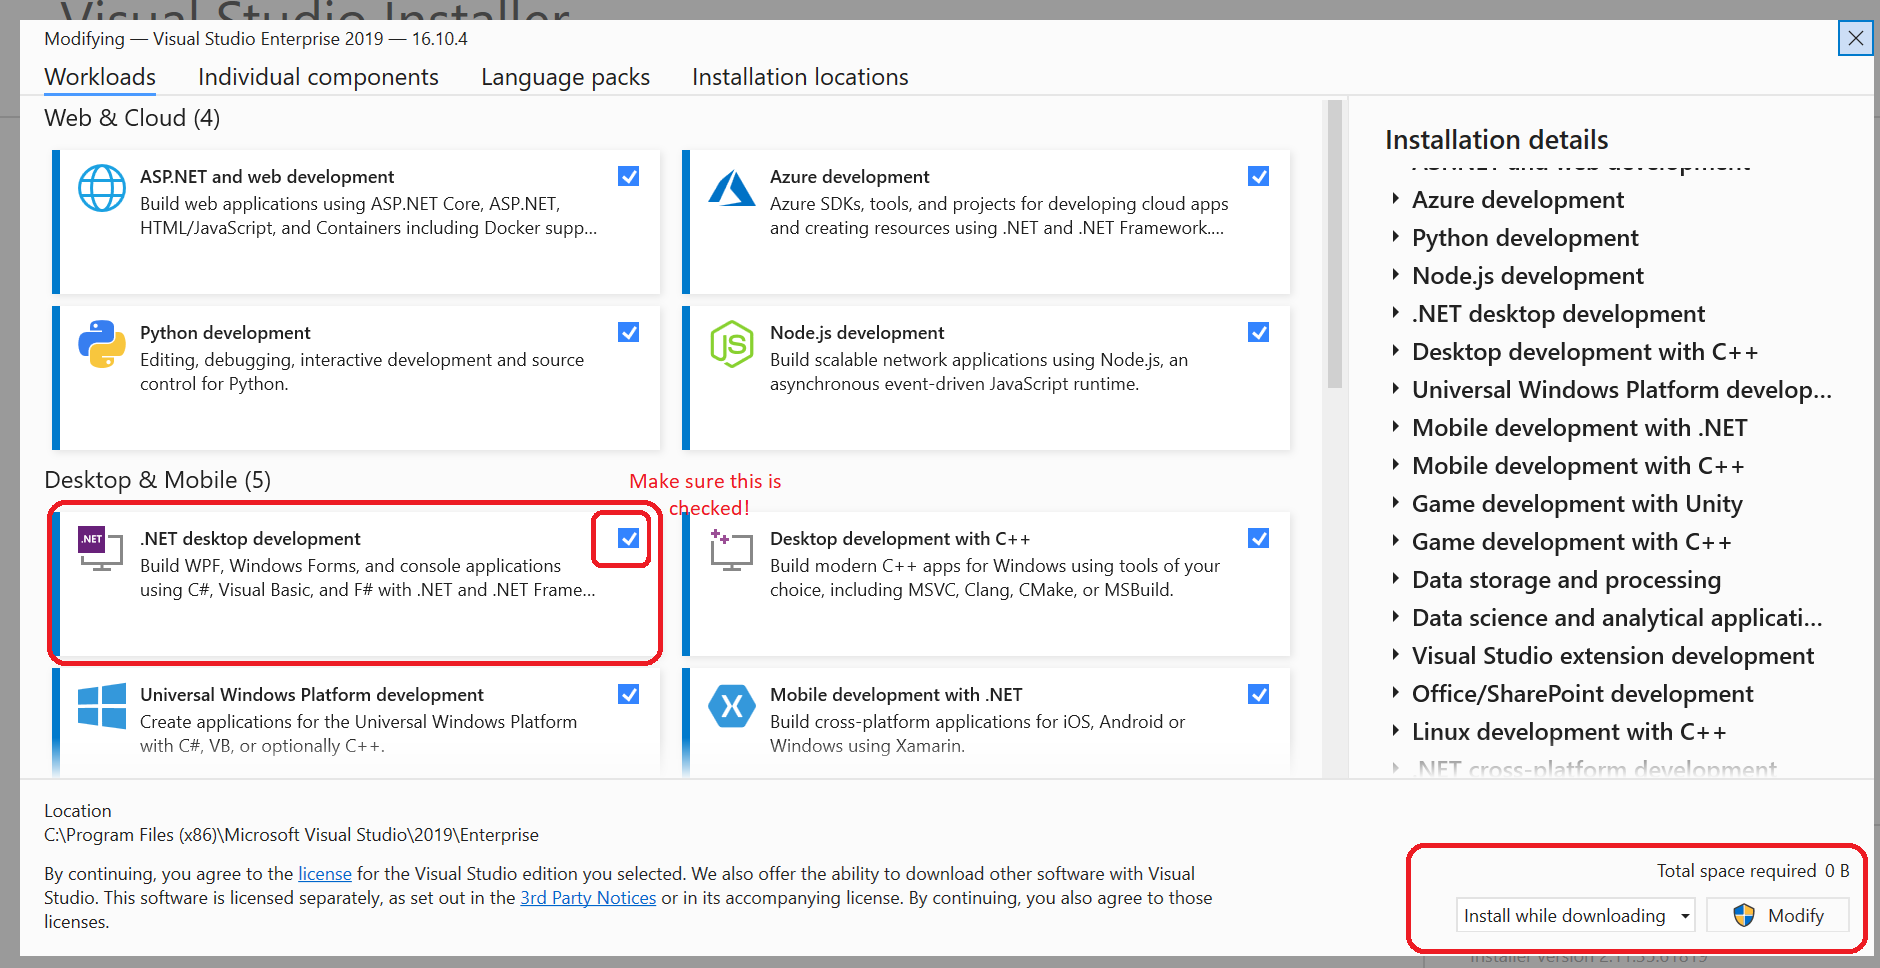 Visual Studio Installer
Modifying — Visual Studio Enterprise 2019 — 16.10.4
Workloads
Individual components
Language packs
Installation locations
Web & Cloud (4)
ASP.NET and web development
Build web applications using ASP.NET Core, ASP.NET,
HTML/JavaScript, and Containers including Docker supp...
Azure development
Azure SDKs, tools, and projects for developing cloud apps
and creating resources using .NET and .NET Framework....
Python development
Editing, debugging, interactive development and source
control for Python.
JS
Node.js development
Build scalable network applications using Node.js, an
asynchronous event-driven JavaScript runtime.
Desktop & Mobile (5)
Make sure this is
checked!
.NET
.NET desktop development
Build WPF, Windows Forms, and console applications
using C#, Visual Basic, and F# with .NET and .NET Frame...
Desktop development with C++
Build modern C++ apps for Windows using tools of your
choice, including MSVC, Clang, CMake, or MSBuild.
Universal Windows Platform development
Create applications for the Universal Windows Platform
with C#, VB, or optionally C++.
Mobile development with .NET
Build cross-platform applications for iOS, Android or
Windows using Xamarin.
Installation details
ASP.NET and web development
Azure development
Python development
Node.js development
.NET desktop development
Desktop development with C++
Universal Windows Platform develop...
Mobile development with .NET
Mobile development with C++
Game development with Unity
Game development with C++
Data storage and processing
Data science and analytical applicati...
Visual Studio extension development
Office/SharePoint development
Linux development with C++
.NET cross-platform development
Location
C:\Program Files (x86)\Microsoft Visual Studio\2019\Enterprise
By continuing, you agree to the license for the Visual Studio edition you selected. We also offer the ability to download other software with Visual
Studio. This software is licensed separately, as set out in the 3rd Party Notices or in its accompanying license. By continuing, you also agree to those
licenses.
Total space required 0 B
Install while downloading
Modify
Installer version